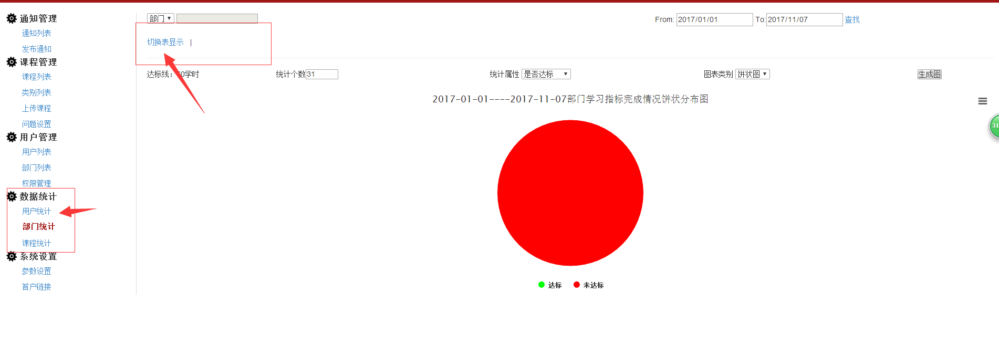 通知管理
通知列表
发布通知
课程管理
课程列表
类别列表
上传课程
问题设置
用户管理
用户列表
部门列表
权限管理
数据统计
用户统计
部门统计
课程统计
系统设置
参数设置
首户链接
部门 From: 2017/01/01 To: 2017/11/07 查找
切换表显示 |
达标线： 0学时 统计个数 31 统计属性 是否达标 图表类别 饼状图 生成图
2017-01-01----2017-11-07部门学习指标完成情况饼状分布图
31
达标 未达标